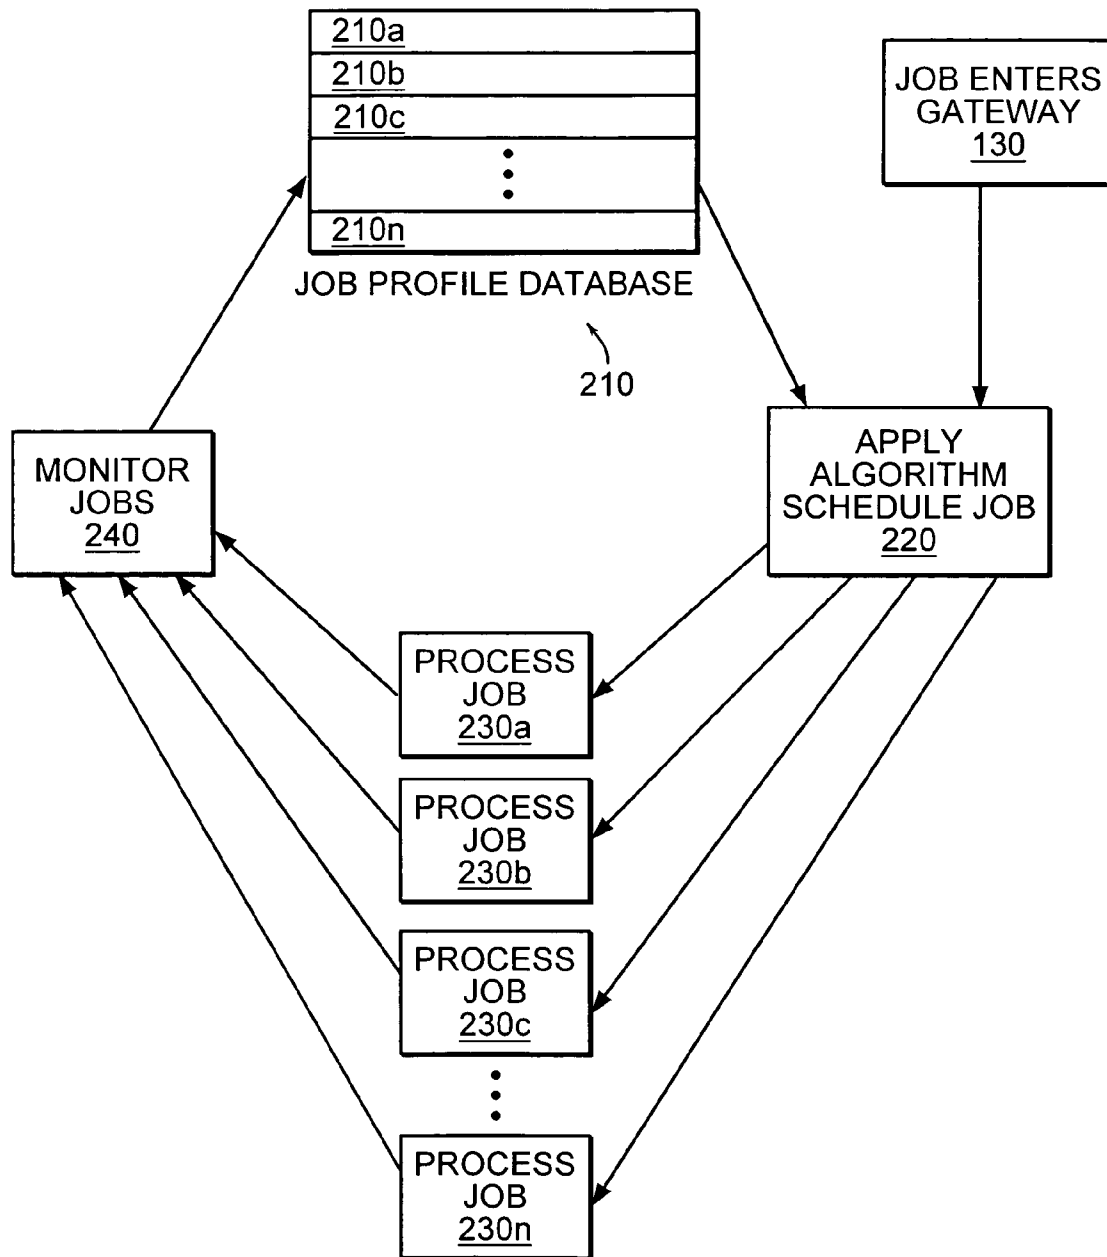 210a
210b
210c
210n
JOB PROFILE DATABASE
210
JOB ENTERS
GATEWAY
130
APPLY
ALGORITHM
SCHEDULE JOB
220
MONITOR
JOBS
240
PROCESS
JOB
230a
PROCESS
JOB
230b
PROCESS
JOB
230c
PROCESS
JOB
230n